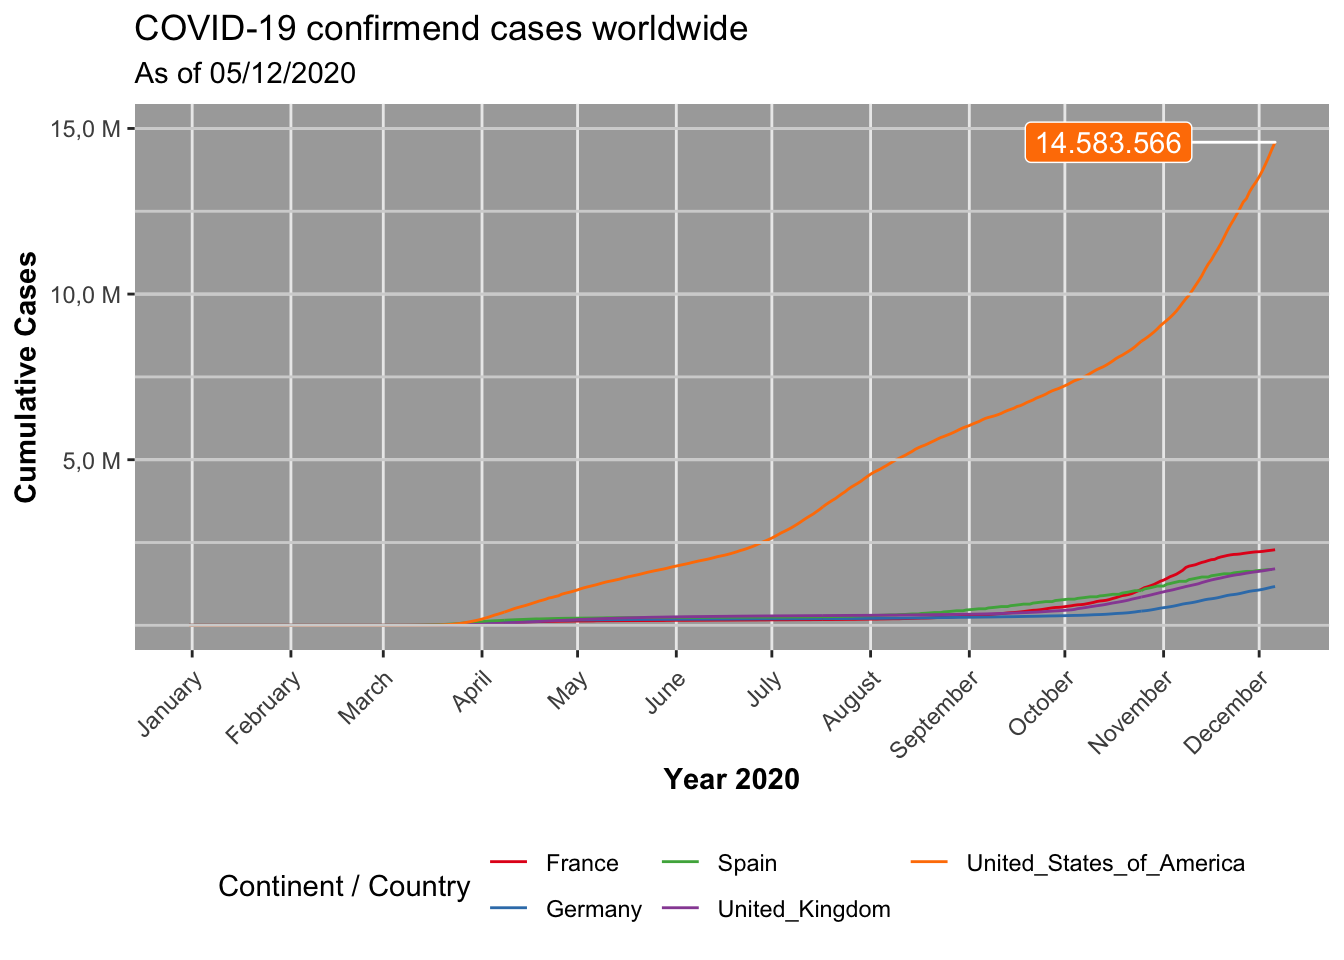 COVID-19 confirmend cases worldwide
As of 05/12/2020
15,0 M
14.583.566
10,0 M
5,0 M
Cumulative Cases
January
February
March
April
May
June
July
August
September
October
November
December
Year 2020
Continent / Country
France
Spain
United_States_of_America
Germany
United_Kingdom